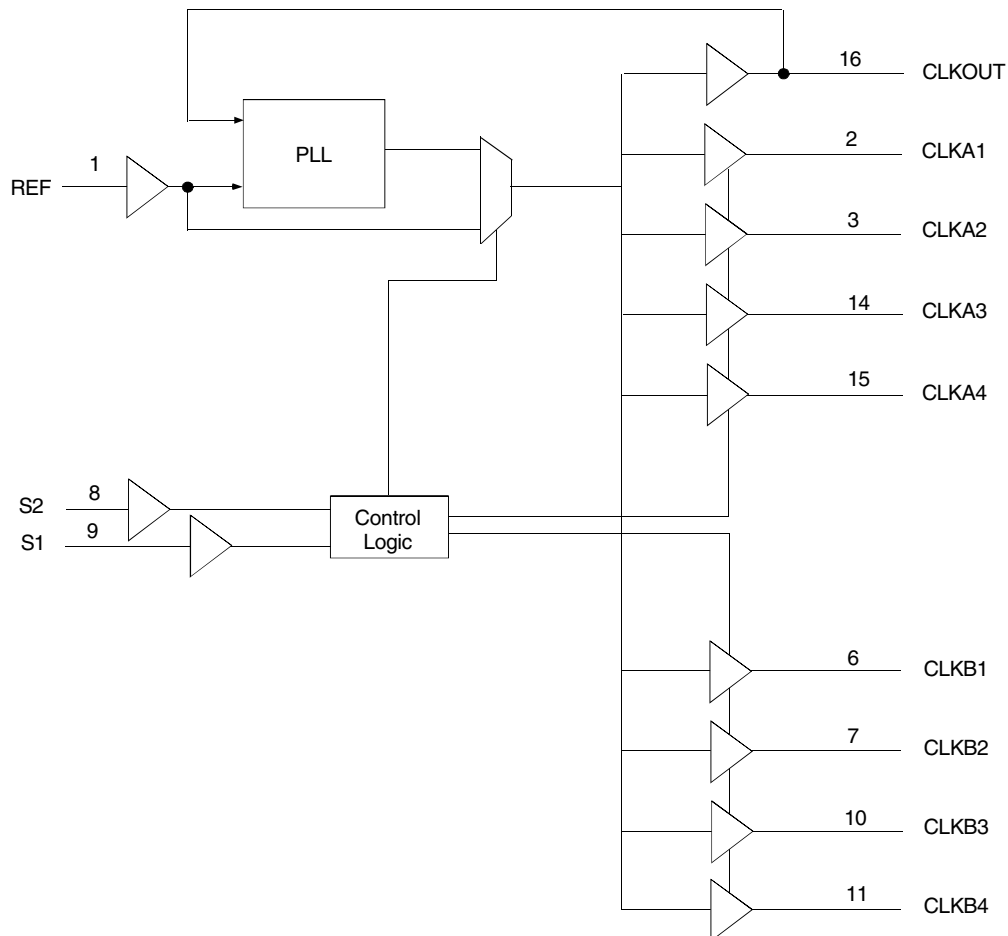 16 CLKOUT
PLL
1
REF
2 CLKA1
3 CLKA2
14 CLKA3
15 CLKA4
S2 8
S1 9
Control
Logic
6 CLKB1
7 CLKB2
10 CLKB3
11 CLKB4